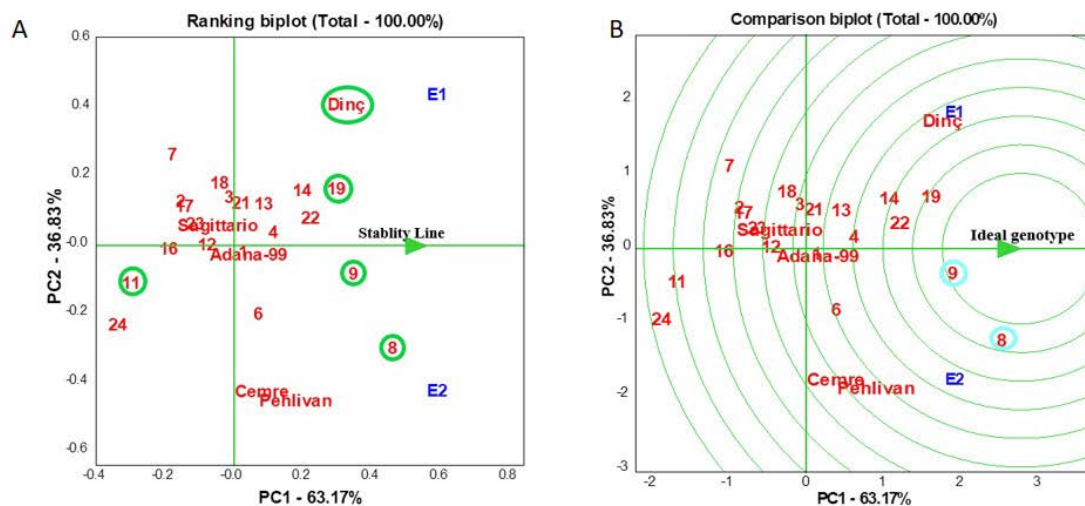 A
Ranking biplot (Total - 100.00%)
PC2 - 36.83%
0.6
0.4
0.2
-0.0
-0.2
-0.4
-0.6
E1
Dinç
7
18
19
14
2
3
17
21
13
22
23
Sagittario
4
Stablity Line
16
12
1
Adana-99
9
11
24
6
8
Cemre
Pehlivan
E2
-0.4
-0.2
-0.0
0.2
0.4
0.6
0.8
PC1 - 63.17%
B
Comparison biplot (Total - 100.00%)
PC2 - 36.83%
2
1
0
-1
-2
-3
E1
Dinç
7
18
14
19
2
3
17
21
13
22
23
Sagittario
4
Ideal genotype
16
12
1
Adana-99
9
11
24
6
8
Cemre
Pehlivan
E2
-2
-1
0
1
2
3
PC1 - 63.17%